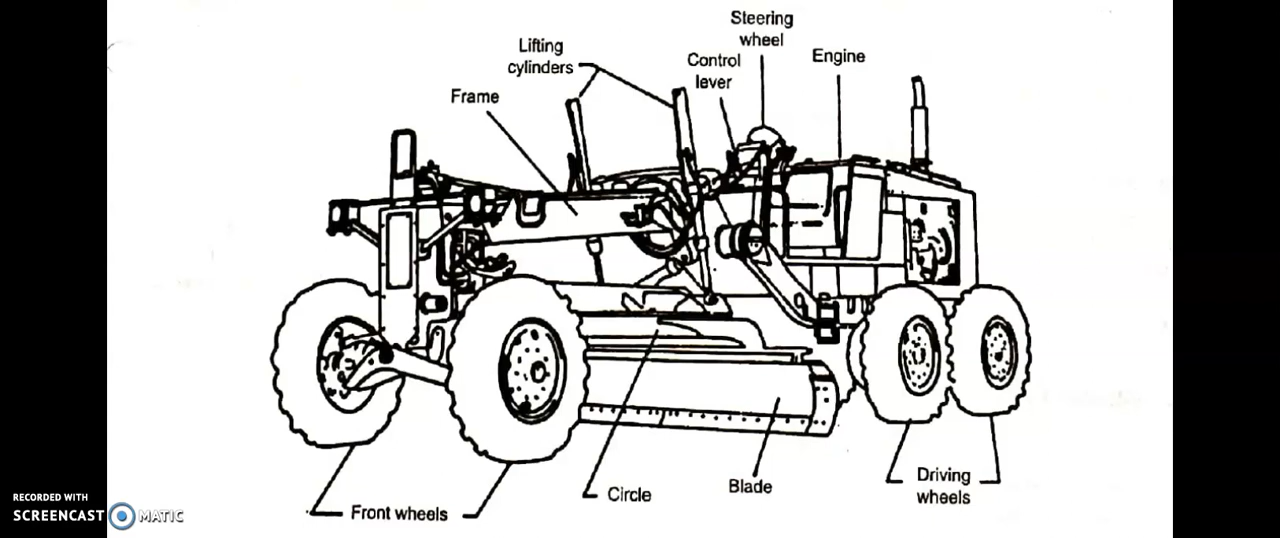 Steering
wheel
Lifting
cylinders
Control
lever
Engine
Frame
Driving
wheels
Blade
Circle
Front wheels
RECORDED WITH
SCREENCAST MATIC